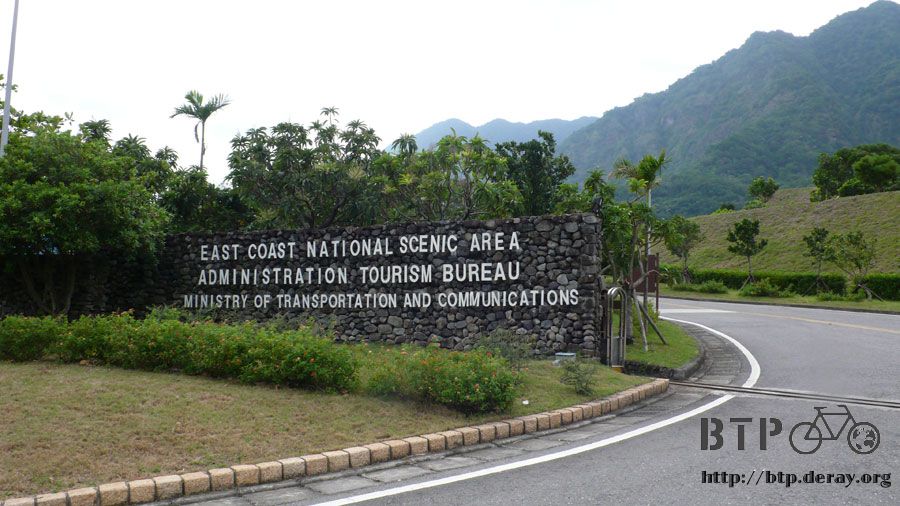 EAST COAST NATIONAL SCENIC AREA
ADMINISTRATION TOURISM BUREAU
MINISTRY OF TRANSPORTATION AND COMMUNICATIONS
BTP
http://btp.deray.org